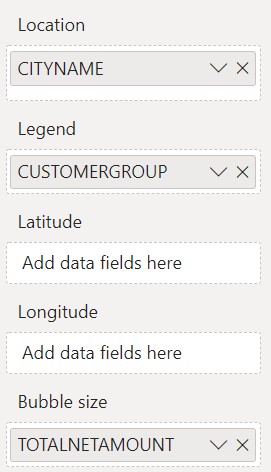 Location
CITYNAME
Legend
CUSTOMERGROUP
Latitude
Add data fields here
Longitude
Add data fields here
Bubble size
TOTALNETAMOUNT